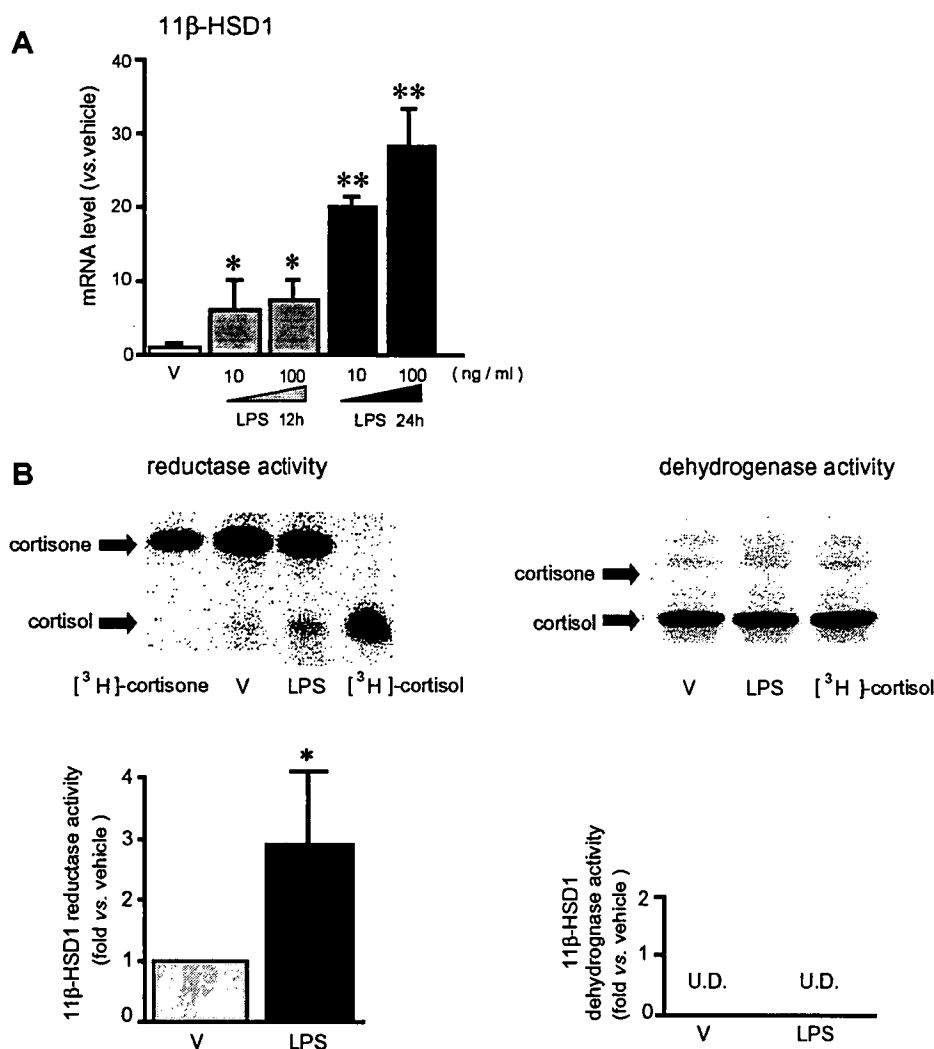 A
11β-HSD1
mRNA level (vs.vehicle)
40
30
20
10
0
*
*
**
**
V
10
100
10
100
( ng / ml )
LPS 12h
LPS 24h
B
reductase activity
cortisone
cortisol
[ ³H ]-cortisone
V
LPS
[ ³H ]-cortisol
dehydrogenase activity
cortisone
cortisol
V
LPS
[ ³H ]-cortisol
11β-HSD1 reductase activity
(fold vs. vehicle )
4
3
2
1
0
*
V
LPS
11β-HSD1
dehydrognase activity
(fold vs. vehicle )
2
1
0
U.D.
U.D.
V
LPS